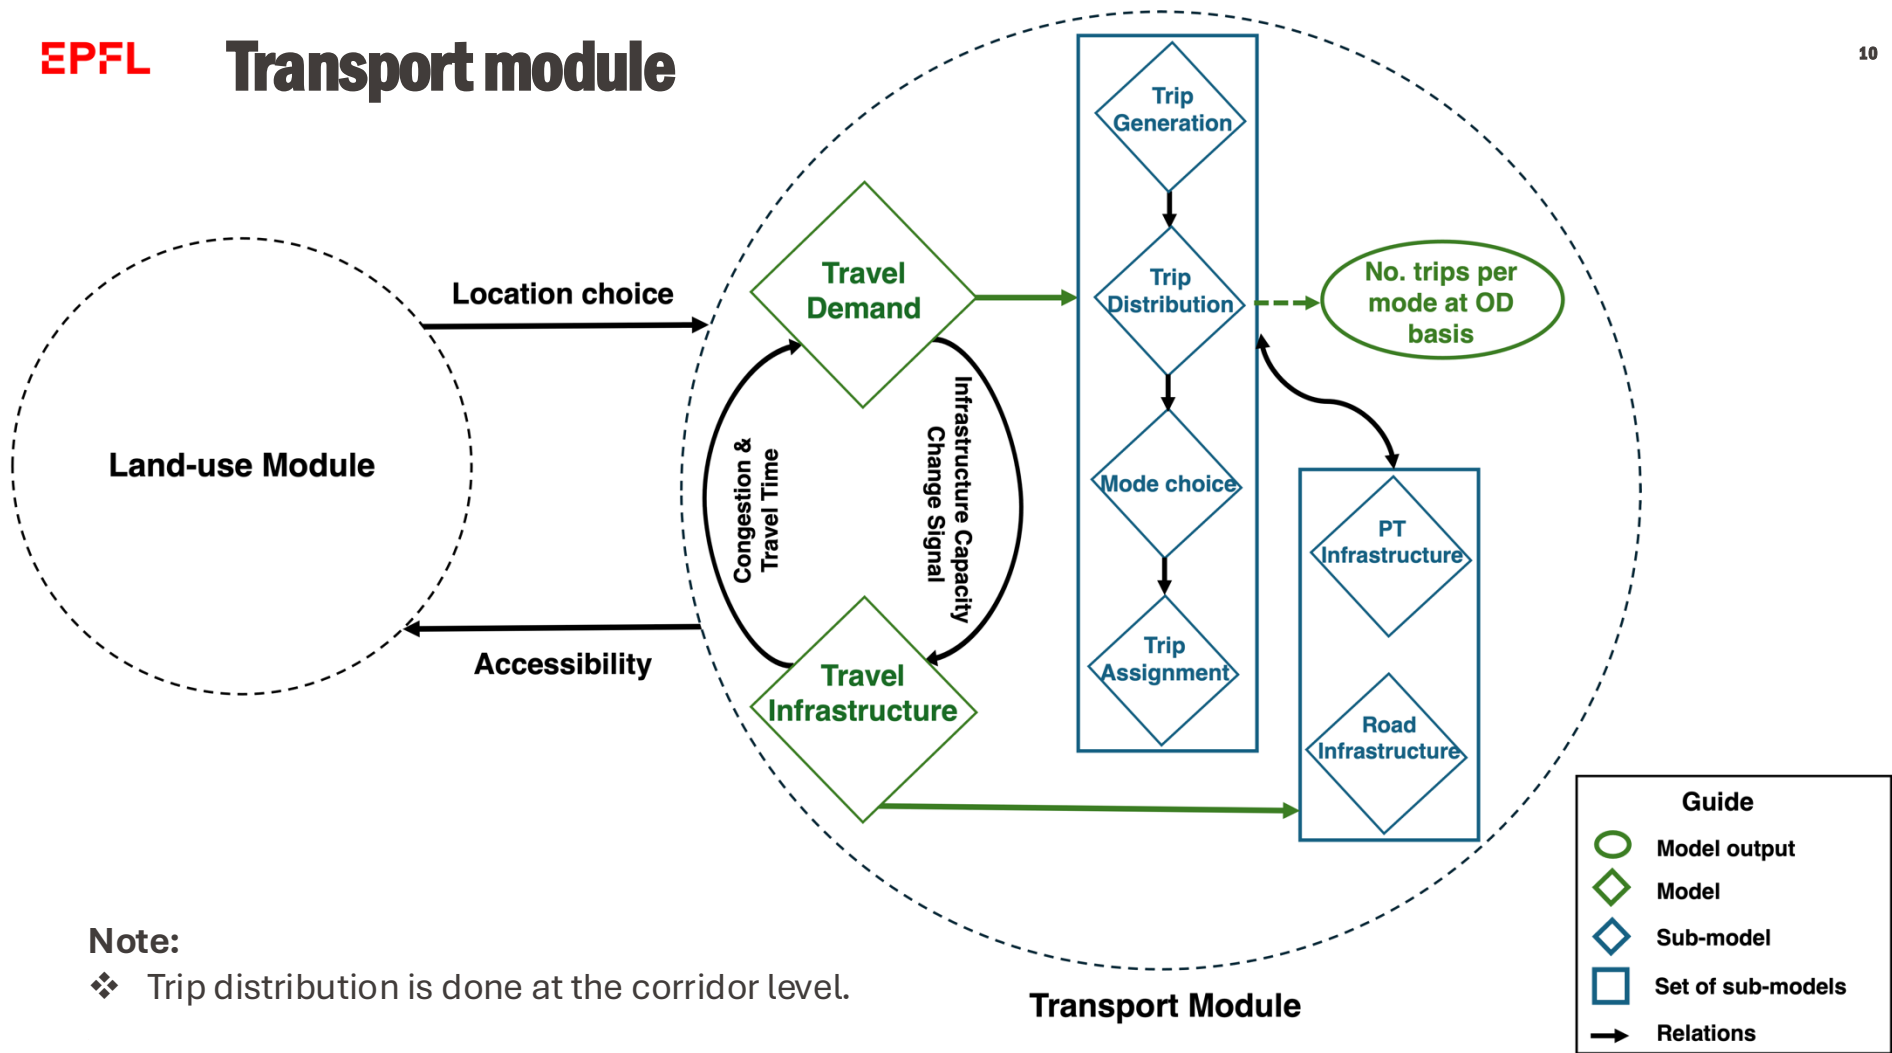 EPFL
Transport module
10
Trip
Generation
Trip
Distribution
Mode choice
Trip
Assignment
No. trips per
mode at OD
basis
Travel
Demand
Location choice
Land-use Module
Accessibility
Congestion &
Travel Time
Infrastructure Capacity
Change Signal
Travel
Infrastructure
PT
Infrastructure
Road
Infrastructure
Guide
Model output
Model
Sub-model
Set of sub-models
Relations
Note:
❖ Trip distribution is done at the corridor level.
Transport Module